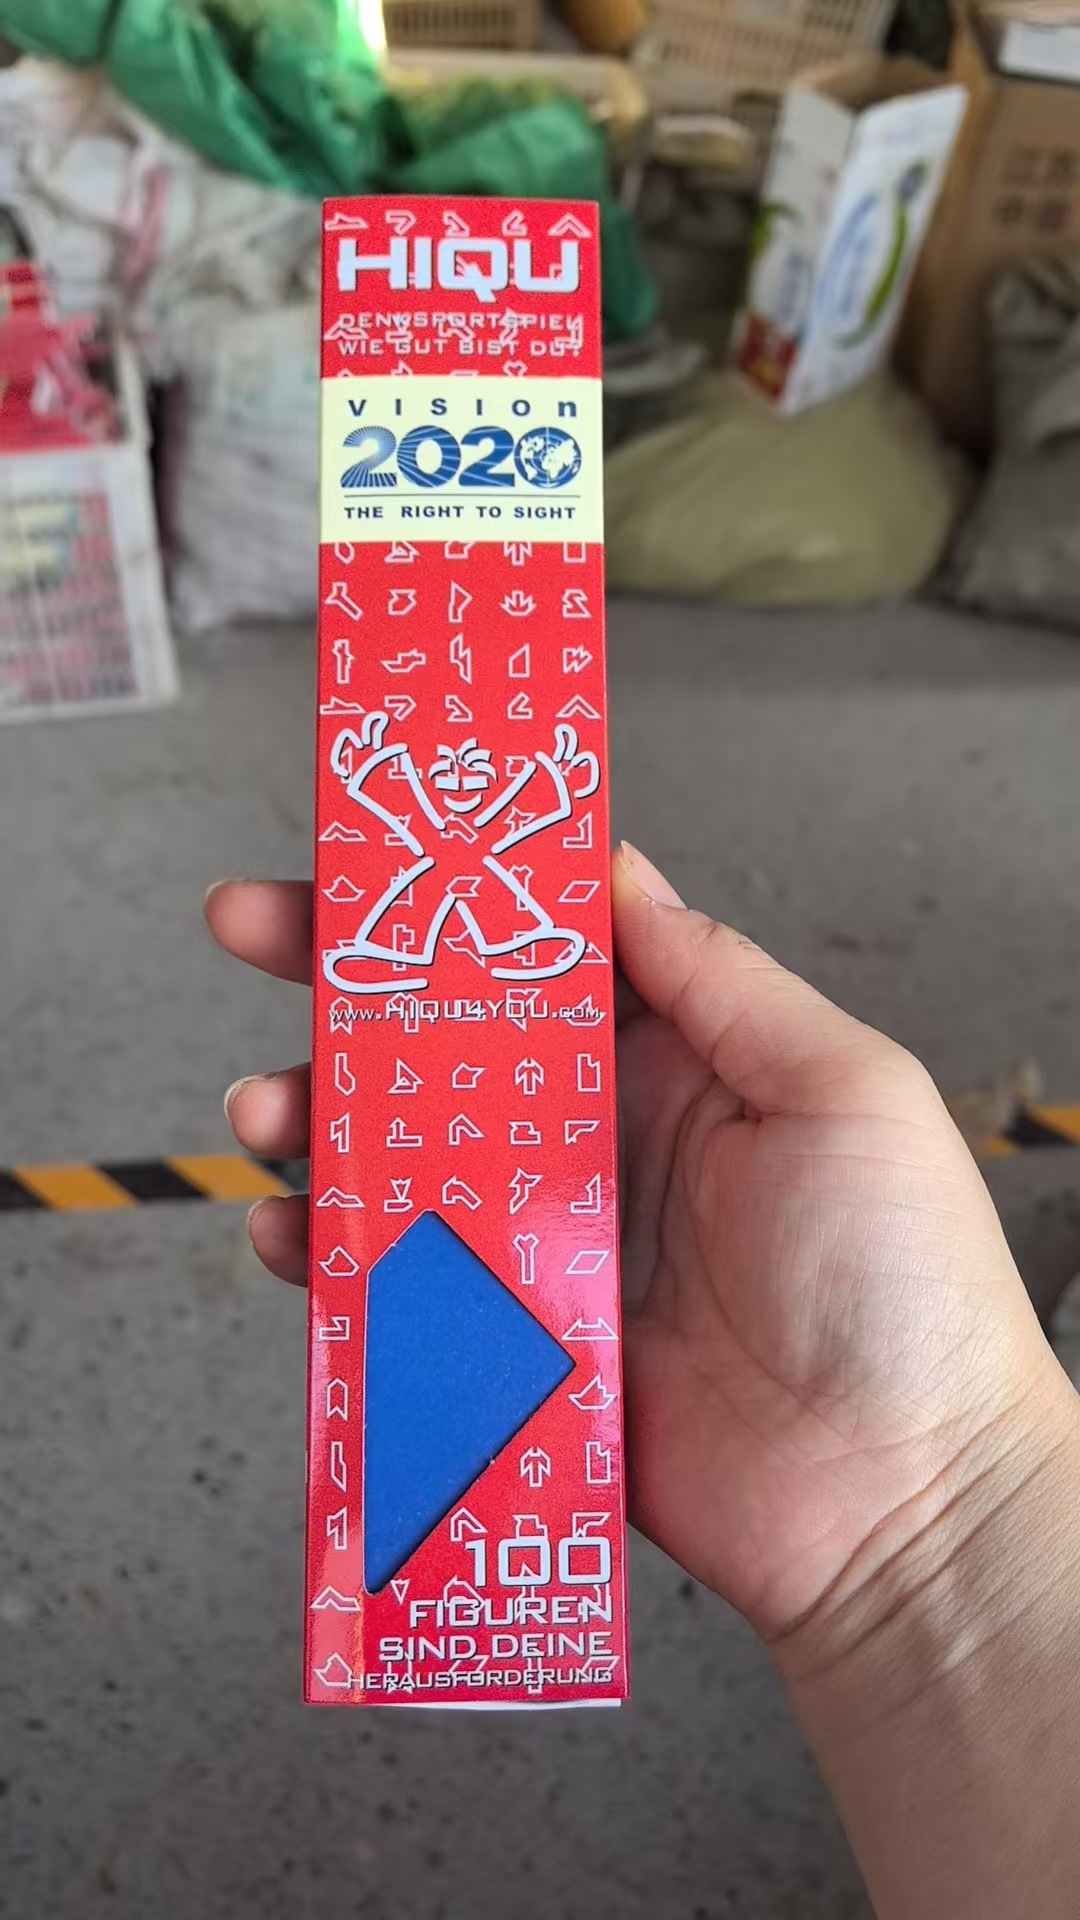 HIQU
DENKSPORTSPIEL
WIE GUT BIST DU?
VISION
2020
THE RIGHT TO SIGHT
www.HIQU4YOU.com
100
FIGUREN
SIND DEINE
HERAUSFORDERUNG